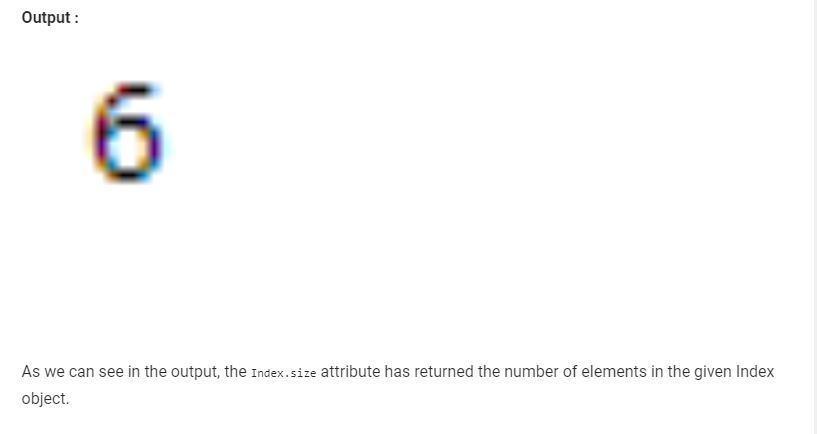 Output :
6
As we can see in the output, the Index.size attribute has returned the number of elements in the given Index
object.